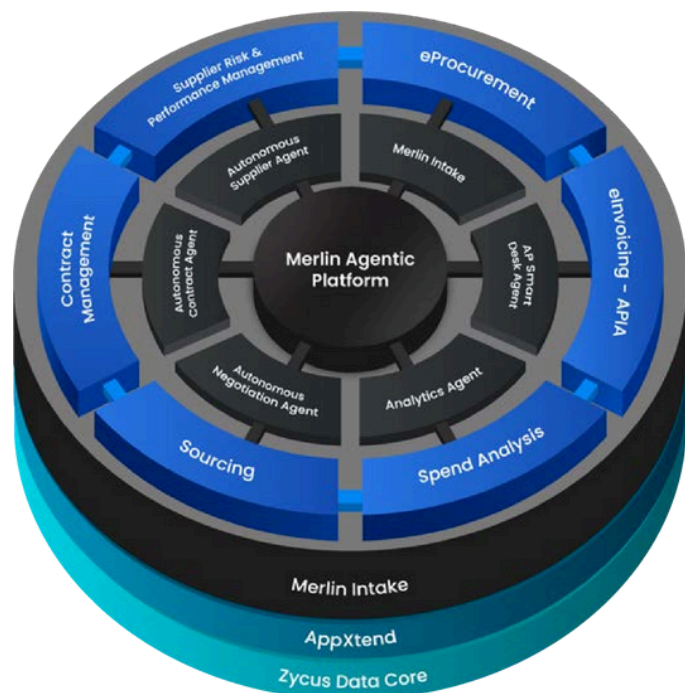 Supplier Risk &
Performance Management
eProcurement
Autonomous
Supplier Agent
Merlin Intake
Contract
Management
Autonomous
Contract Agent
Merlin Agentic
Platform
AP Smart
Desk Agent
eInvoicing - APIA
Autonomous
Negotiation Agent
Analytics Agent
Sourcing
Spend Analysis
Merlin Intake
AppXtend
Zycus Data Core